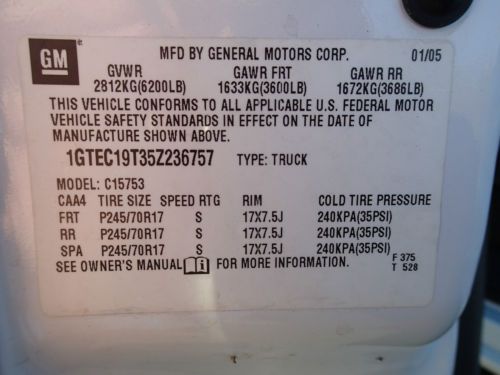 GM MFD BY GENERAL MOTORS CORP. 01/05
GVWR GAWR FRT GAWR RR
2812KG(6200LB) 1633KG(3600LB) 1672KG(3686LB)
THIS VEHICLE CONFORMS TO ALL APPLICABLE U.S. FEDERAL MOTOR
VEHICLE SAFETY STANDARDS IN EFFECT ON THE DATE OF
MANUFACTURE SHOWN ABOVE.
1GTEC19T35Z236757 TYPE: TRUCK
MODEL: C15753
CAA4 TIRE SIZE SPEED RTG RIM COLD TIRE PRESSURE
FRT P245/70R17 S 17X7.5J 240KPA(35PSI)
RR P245/70R17 S 17X7.5J 240KPA(35PSI)
SPA P245/70R17 S 17X7.5J 240KPA(35PSI)
SEE OWNER'S MANUAL i FOR MORE INFORMATION. F 375
T 528